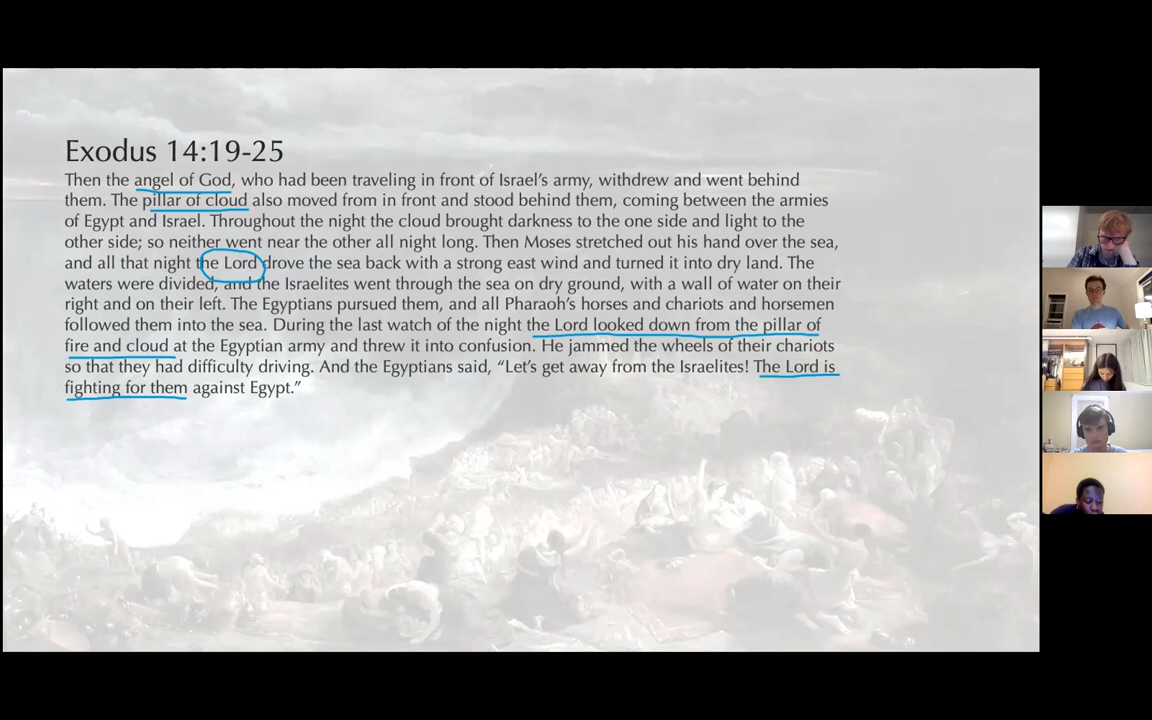 Exodus 14:19-25
Then the angel of God, who had been traveling in front of Israel’s army, withdrew and went behind
them. The pillar of cloud also moved from in front and stood behind them, coming between the armies
of Egypt and Israel. Throughout the night the cloud brought darkness to the one side and light to the
other side; so neither went near the other all night long. Then Moses stretched out his hand over the sea,
and all that night the Lord drove the sea back with a strong east wind and turned it into dry land. The
waters were divided, and the Israelites went through the sea on dry ground, with a wall of water on their
right and on their left. The Egyptians pursued them, and all Pharaoh’s horses and chariots and horsemen
followed them into the sea. During the last watch of the night the Lord looked down from the pillar of
fire and cloud at the Egyptian army and threw it into confusion. He jammed the wheels of their chariots
so that they had difficulty driving. And the Egyptians said, “Let’s get away from the Israelites! The Lord is
fighting for them against Egypt.”